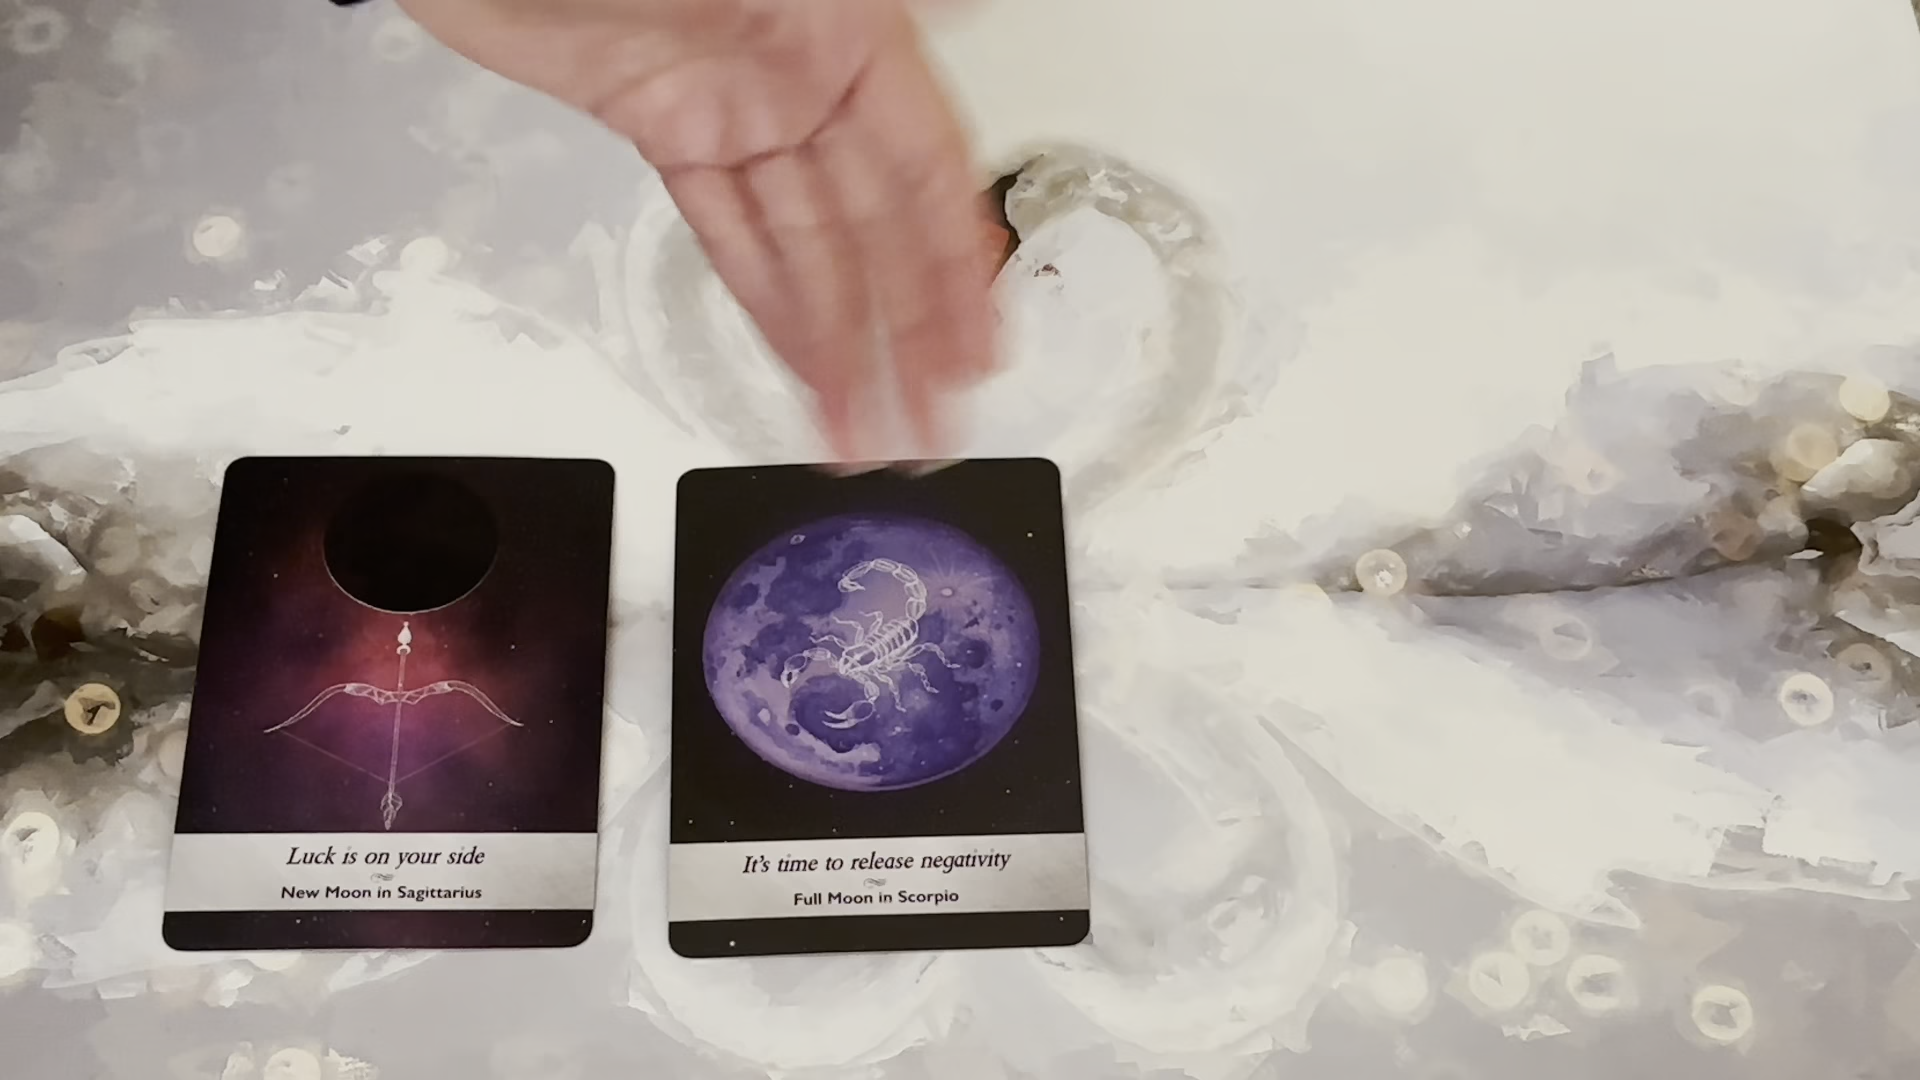 Luck is on your side
New Moon in Sagittarius
It's time to release negativity
Full Moon in Scorpio